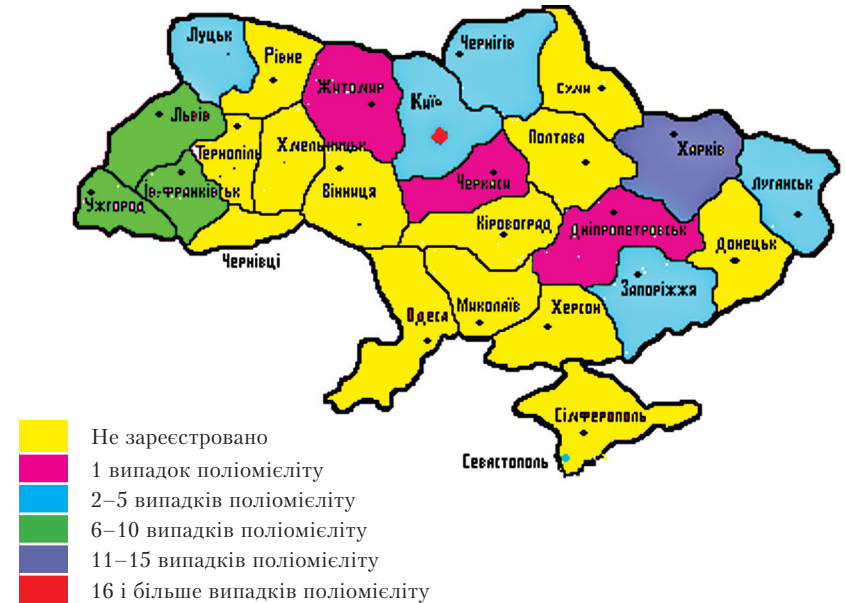 Луцьк
Рівне
Житомир
Київ
Чернігів
Суми
Львів
Тернопіль
Хмельницьк
Полтава
Харків
Ів.-Франківськ
Ужгород
Вінниця
Черкаси
Луганськ
Чернівці
Кіровоград
Дніпропетровськ
Донецьк
Одеса
Миколаїв
Херсон
Запоріжжя
Сімферополь
Севастополь
Не зареєстровано
1 випадок поліомієліту
2–5 випадків поліомієліту
6–10 випадків поліомієліту
11–15 випадків поліомієліту
16 і більше випадків поліомієліту